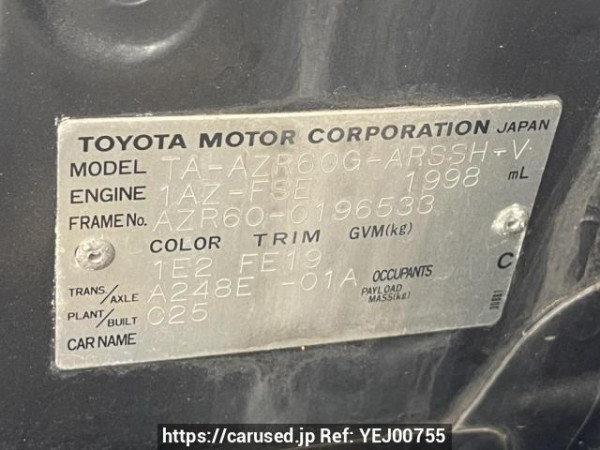 TOYOTA MOTOR CORPORATION JAPAN
MODEL TA-AZR60G-ARSSH-V
ENGINE 1AZ-FSE 1998 mL
FRAME No. AZR60-0196533
COLOR TRIM GVM(kg)
1E2 FE19
TRANS/AXLE A248E -01A OCCUPANTS C
PAYLOAD MASS(kg)
PLANT/BUILT C25
CAR NAME
https://carused.jp Ref: YEJ00755